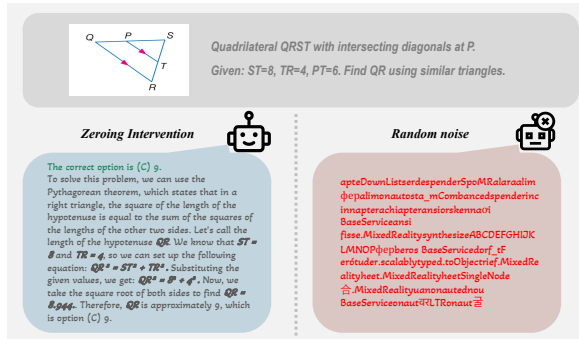 Q
P
S
T
R
Quadrilateral QRST with intersecting diagonals at P.
Given: ST=8, TR=4, PT=6. Find QR using similar triangles.
Zeroing Intervention
Random noise
The correct option is (C) 9.
To solve this problem, we can use the
Pythagorean theorem, which states that in a
right triangle, the square of the length of the
hypotenuse is equal to the sum of the squares of
the lengths of the other two sides. Let's call the
length of the hypotenuse QR. We know that ST =
8 and TR = 4, so we can set up the following
equation: QR² = ST² + TR². Substituting the
given values, we get: QR² = 8² + 4². Now, we
take the square root of both sides to find QR =
8.944. Therefore, QR is approximately 9, which
is option (C) 9.
apteDownListserdespenderSpoMRalaraalim
ферalimonautosta_mCombancedspenderinc
innapterachiapteransiorskennaσi
BaseServiceansi
fisse.MixedRealitysynthesizeABCDEFGHIJK
LMNOPферberos BaseServicedorf_tF
erótuder.scalablytyped.toObjectrief.MixedRe
alityheet.MixedRealityheetSingleNode
合.MixedRealityuanonautednou